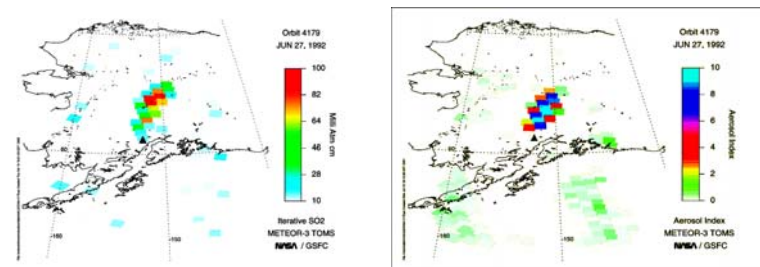 Orbit 4179
JUN 27, 1992
100
82
64
46
28
10
Milli Atm cm
60
-160
-150
Iterative SO2
METEOR-3 TOMS
NASA / GSFC
Orbit 4179
JUN 27, 1992
10
8
6
4
2
0
Aerosol Index
-160
-150
Aerosol Index
METEOR-3 TOMS
NASA / GSFC